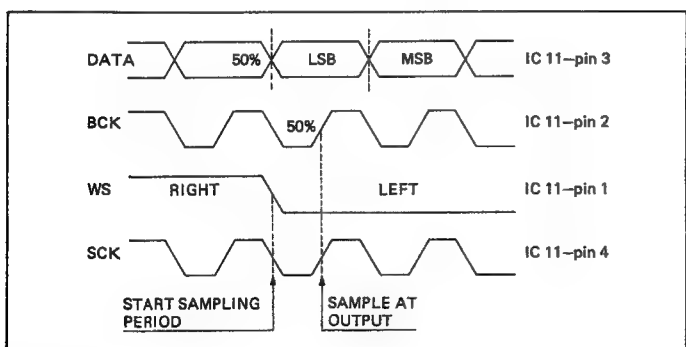 DATA 50% LSB MSB IC 11–pin 3
BCK 50% IC 11–pin 2
WS RIGHT LEFT IC 11–pin 1
SCK IC 11–pin 4
START SAMPLING PERIOD
SAMPLE AT OUTPUT